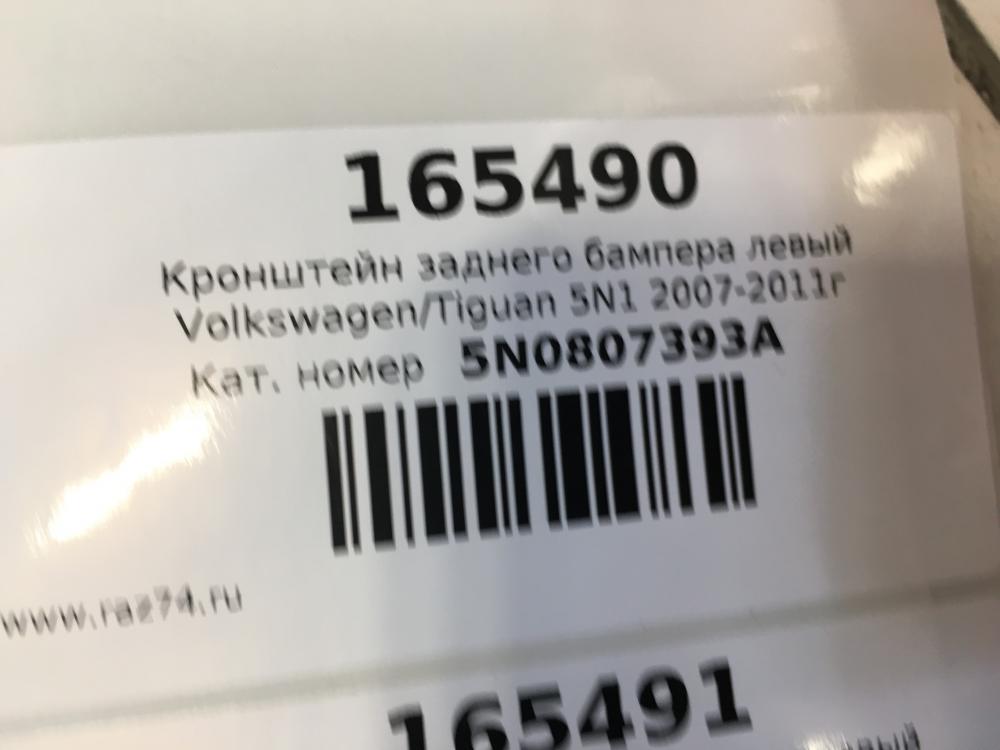 165490
Кронштейн заднего бампера левый
Volkswagen/Tiguan 5N1 2007-2011г
Кат. номер 5N0807393A
www.raz74.ru
165491